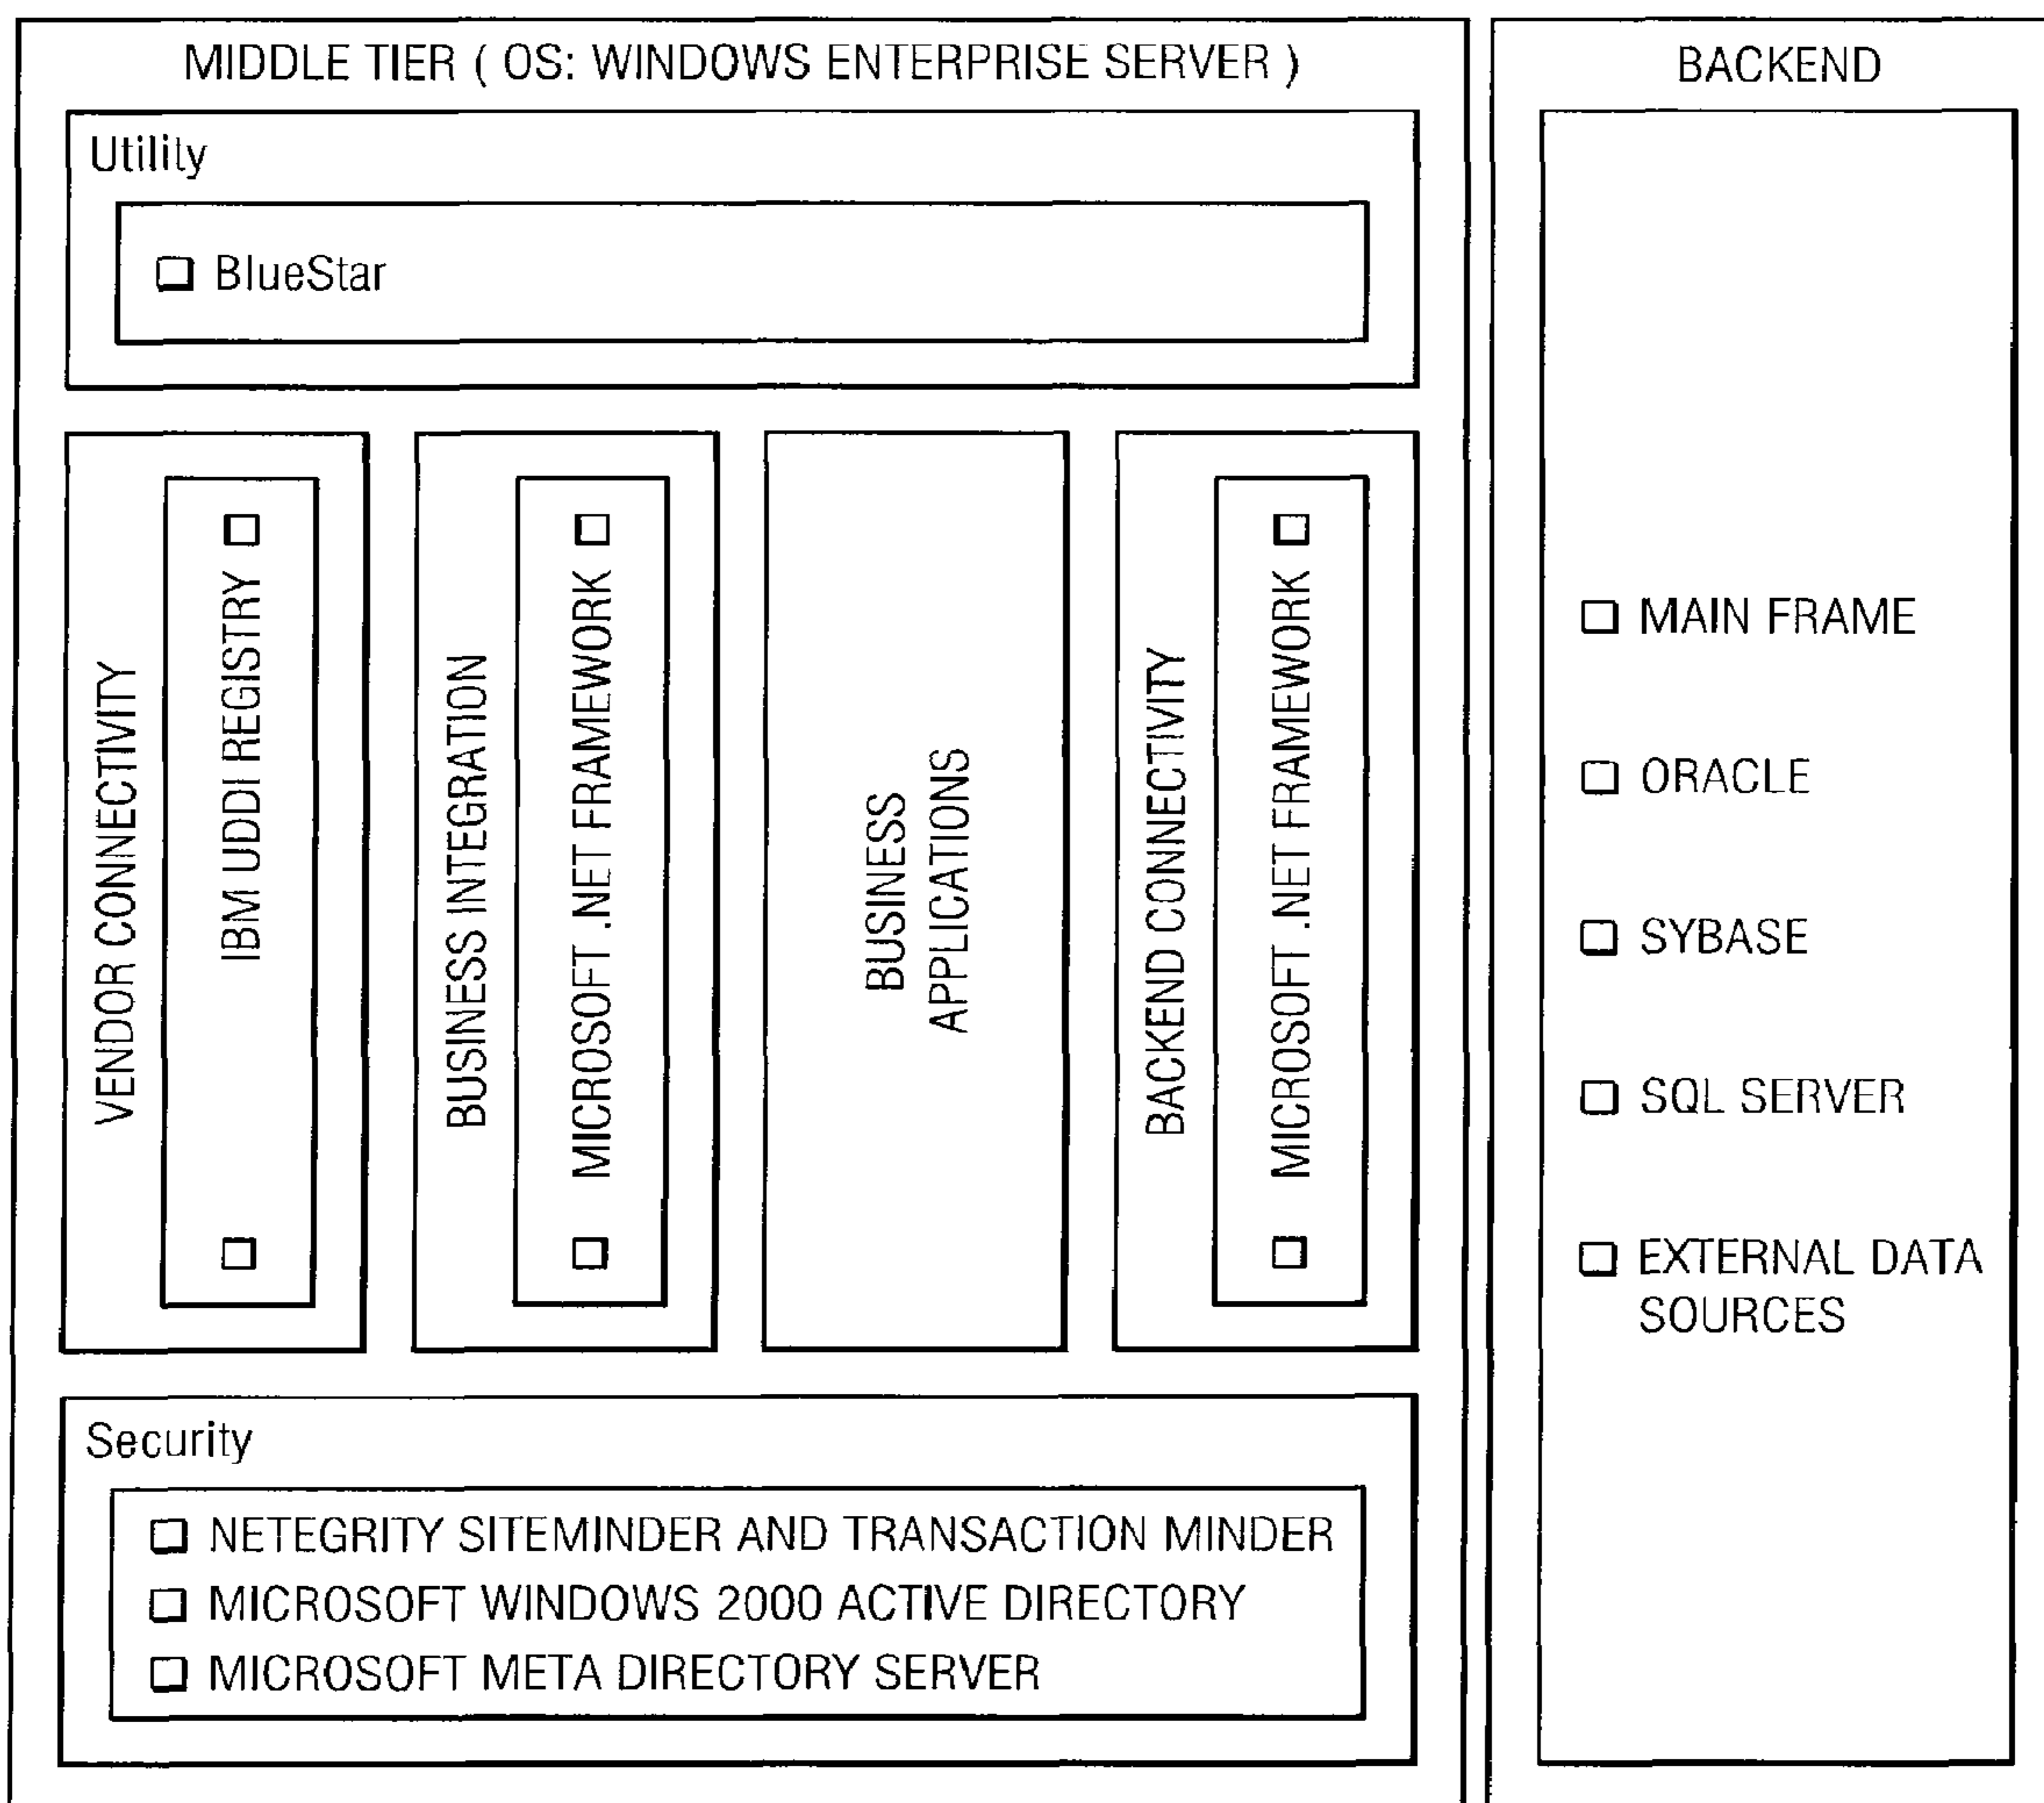 MIDDLE TIER ( OS: WINDOWS ENTERPRISE SERVER )
Utility
BlueStar
VENDOR CONNECTIVITY
IBM UDDI REGISTRY
BUSINESS INTEGRATION
MICROSOFT .NET FRAMEWORK
BUSINESS
APPLICATIONS
BACKEND CONNECTIVITY
MICROSOFT .NET FRAMEWORK
Security
NETEGRITY SITEMINDER AND TRANSACTION MINDER
MICROSOFT WINDOWS 2000 ACTIVE DIRECTORY
MICROSOFT META DIRECTORY SERVER
BACKEND
MAIN FRAME
ORACLE
SYBASE
SQL SERVER
EXTERNAL DATA
SOURCES